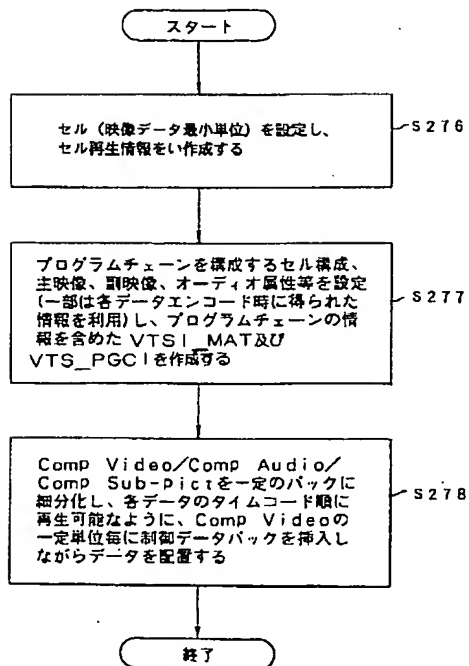 スタート
セル（映像データ最小単位）を設定し、
セル再生情報をい作成する
S276
プログラムチェーンを構成するセル構成、
主映像、副映像、オーディオ属性等を設定
(一部は各データエンコード時に得られた
情報を利用)し、プログラムチェーンの情
報を含めたVTSI_MAT及び
VTS_PGCIを作成する
S277
Comp Video/Comp Audio/
Comp Sub-pictを一定のパックに
細分化し、各データのタイムコード順に
再生可能なように、Comp Videoの
一定単位毎に制御データパックを挿入し
ながらデータを配置する
S278
終了